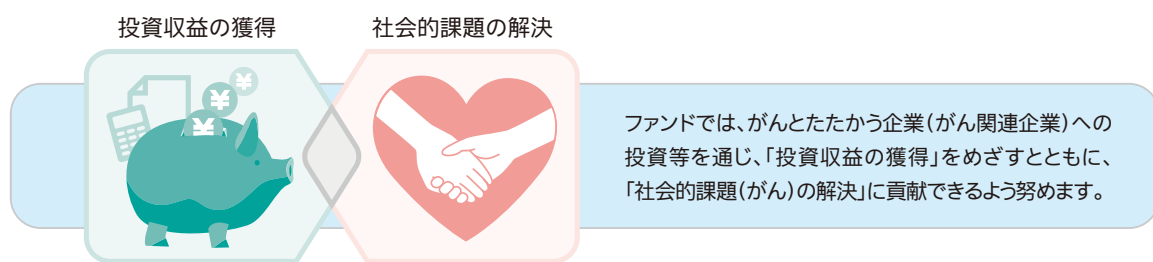 投資収益の獲得
社会的課題の解決
¥
¥
¥
ファンドでは、がんとたたかう企業(がん関連企業)への
投資等を通じ、「投資収益の獲得」をめざすとともに、
「社会的課題(がん)の解決」に貢献できるよう努めます。